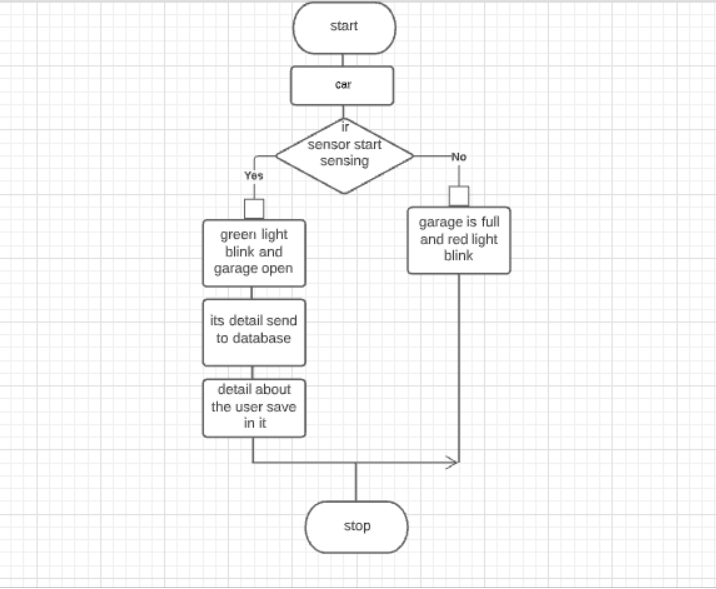 start
car
ir
sensor start
sensing
Yes
No
green light
blink and
garage open
garage is full
and red light
blink
its detail send
to database
detail about
the user save
in it
stop